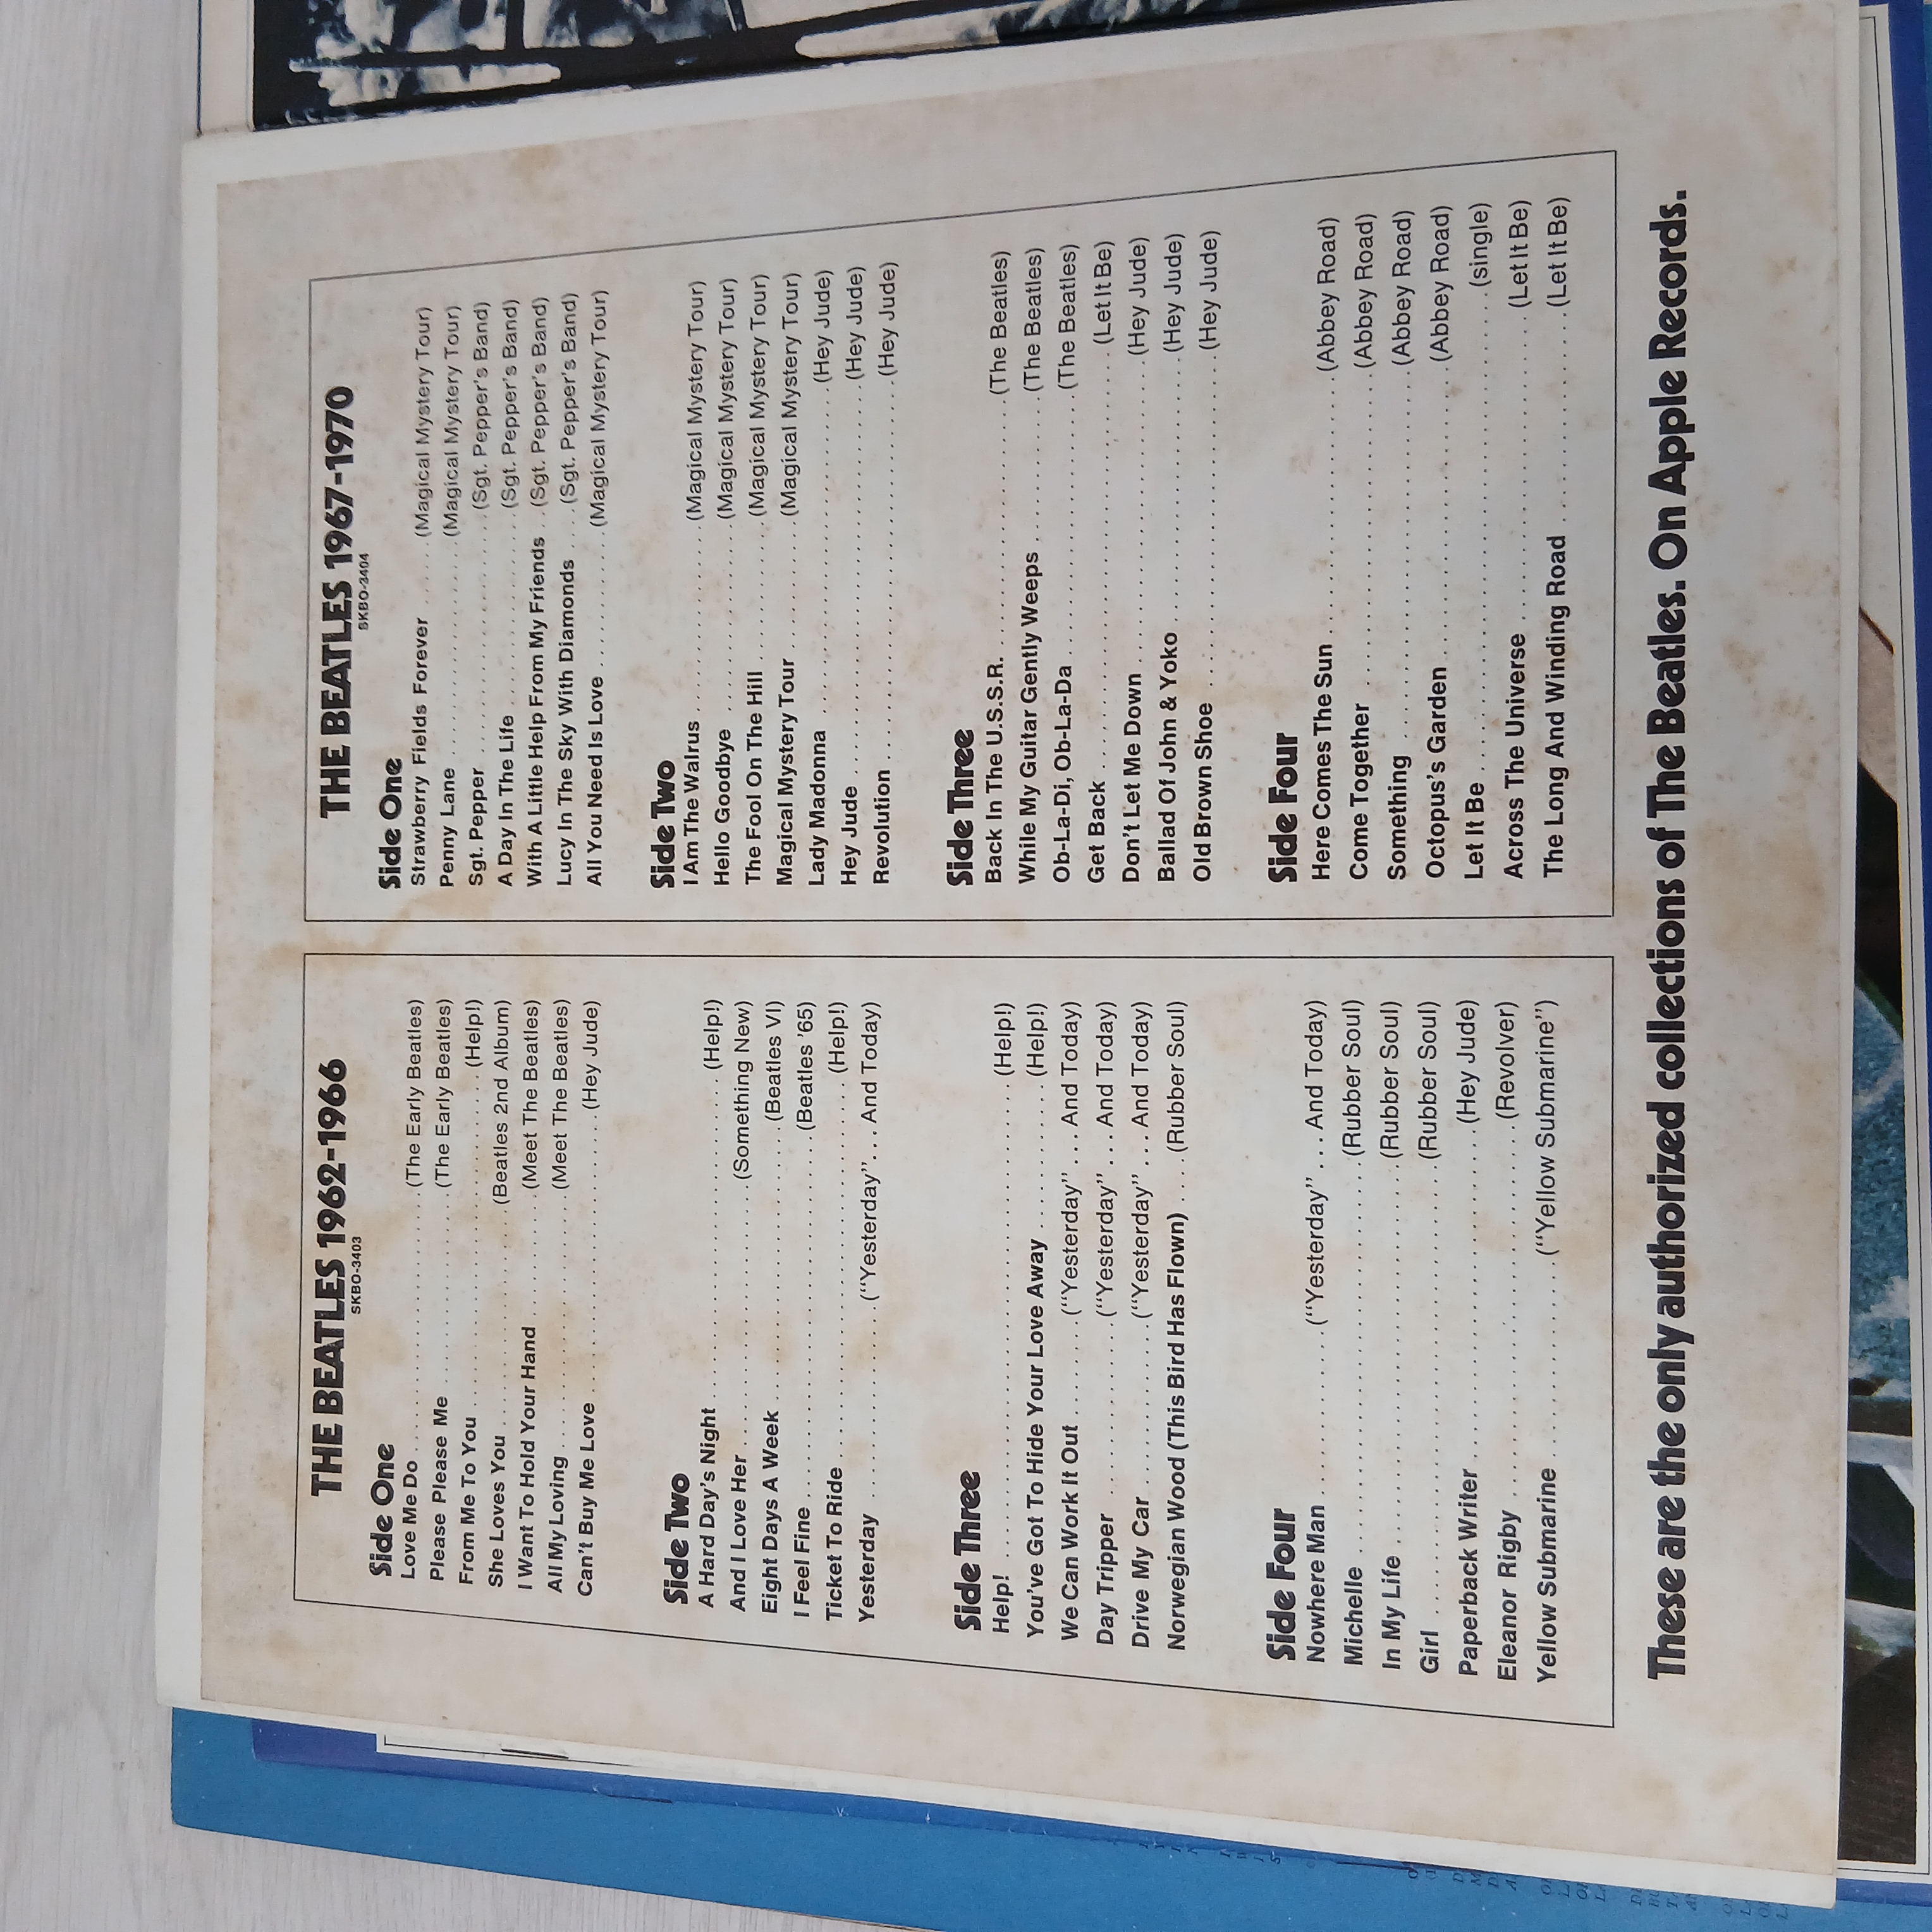 THE BEATLES 1962-1966
SKBO-3403
Side One
Love Me Do ..... (The Early Beatles)
Please Please Me ..... (The Early Beatles)
From Me To You ..... (Help!)
She Loves You ..... (Beatles 2nd Album)
I Want To Hold Your Hand ..... (Meet The Beatles)
All My Loving ..... (Meet The Beatles)
Can't Buy Me Love ..... (Hey Jude)
Side Two
A Hard Day's Night ..... (Help!)
And I Love Her ..... (Something New)
Eight Days A Week ..... (Beatles VI)
I Feel Fine ..... (Beatles '65)
Ticket To Ride ..... (Help!)
Yesterday ..... ("Yesterday"... And Today)
Side Three
Help! ..... (Help!)
You've Got To Hide Your Love Away ..... (Help!)
We Can Work It Out ..... ("Yesterday"... And Today)
Day Tripper ..... ("Yesterday"... And Today)
Drive My Car ..... ("Yesterday"... And Today)
Norwegian Wood (This Bird Has Flown) .... (Rubber Soul)
Side Four
Nowhere Man ..... ("Yesterday"... And Today)
Michelle ..... (Rubber Soul)
In My Life ..... (Rubber Soul)
Girl ..... (Rubber Soul)
Paperback Writer ..... (Hey Jude)
Eleanor Rigby ..... (Revolver)
Yellow Submarine ..... ("Yellow Submarine")
THE BEATLES 1967-1970
SKBO-3404
Side One
Strawberry Fields Forever ..... (Magical Mystery Tour)
Penny Lane ..... (Magical Mystery Tour)
Sgt. Pepper ..... (Sgt. Pepper's Band)
A Day In The Life ..... (Sgt. Pepper's Band)
With A Little Help From My Friends .. (Sgt. Pepper's Band)
Lucy In The Sky With Diamonds .... (Sgt. Pepper's Band)
All You Need Is Love ..... (Magical Mystery Tour)
Side Two
I Am The Walrus ..... (Magical Mystery Tour)
Hello Goodbye ..... (Magical Mystery Tour)
The Fool On The Hill ..... (Magical Mystery Tour)
Magical Mystery Tour ..... (Magical Mystery Tour)
Lady Madonna ..... (Hey Jude)
Hey Jude ..... (Hey Jude)
Revolution ..... (Hey Jude)
Side Three
Back In The U.S.S.R. ..... (The Beatles)
While My Guitar Gently Weeps ..... (The Beatles)
Ob-La-Di, Ob-La-Da ..... (The Beatles)
Get Back ..... (Let It Be)
Don't Let Me Down ..... (Hey Jude)
Ballad Of John & Yoko ..... (Hey Jude)
Old Brown Shoe ..... (Hey Jude)
Side Four
Here Comes The Sun ..... (Abbey Road)
Come Together ..... (Abbey Road)
Something ..... (Abbey Road)
Octopus's Garden ..... (Abbey Road)
Let It Be ..... (single)
Across The Universe ..... (Let It Be)
The Long And Winding Road ..... (Let It Be)
These are the only authorized collections of The Beatles. On Apple Records.